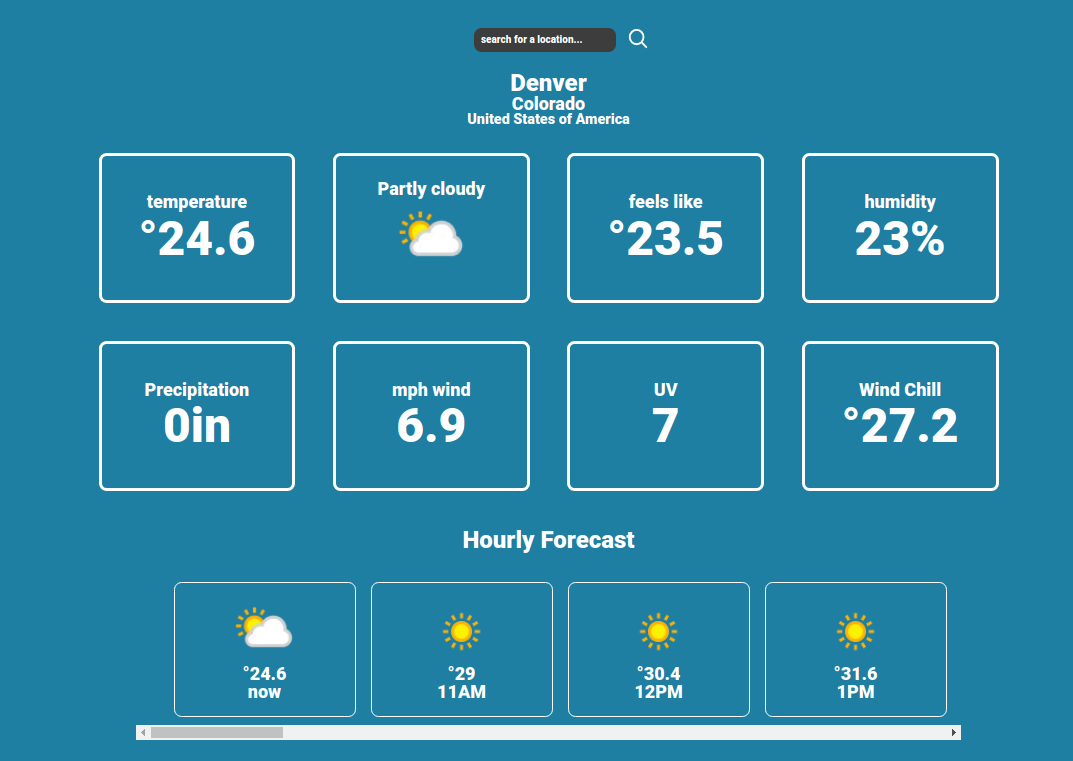 search for a location...
Denver
Colorado
United States of America
temperature
°24.6
Partly cloudy
feels like
°23.5
humidity
23%
Precipitation
0in
mph wind
6.9
UV
7
Wind Chill
°27.2
Hourly Forecast
°24.6
now
°29
11AM
°30.4
12PM
°31.6
1PM